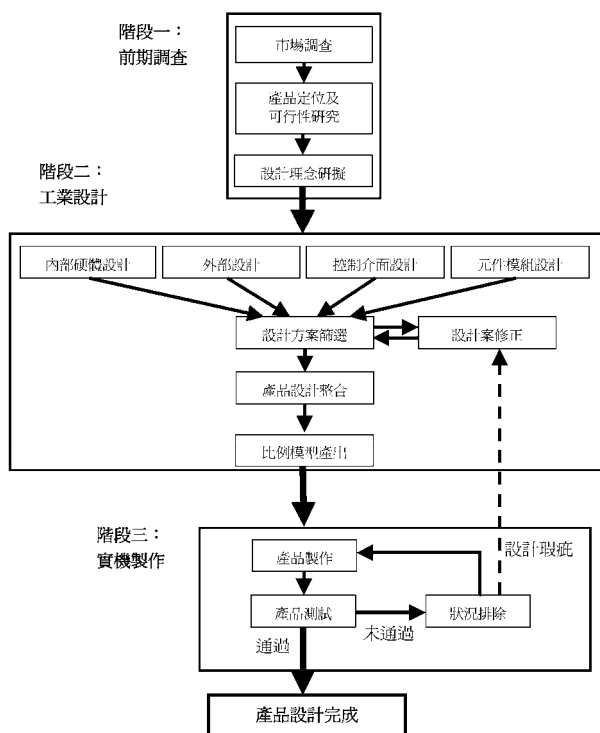 階段一：
前期調查
市場調查
產品定位及
可行性研究
設計理念研擬
階段二：
工業設計
內部硬體設計
外部設計
控制介面設計
元件模組設計
設計方案篩選
設計案修正
產品設計整合
比例模型產出
階段三：
實機製作
設計瑕疵
產品製作
產品測試
狀況排除
通過
未通過
產品設計完成